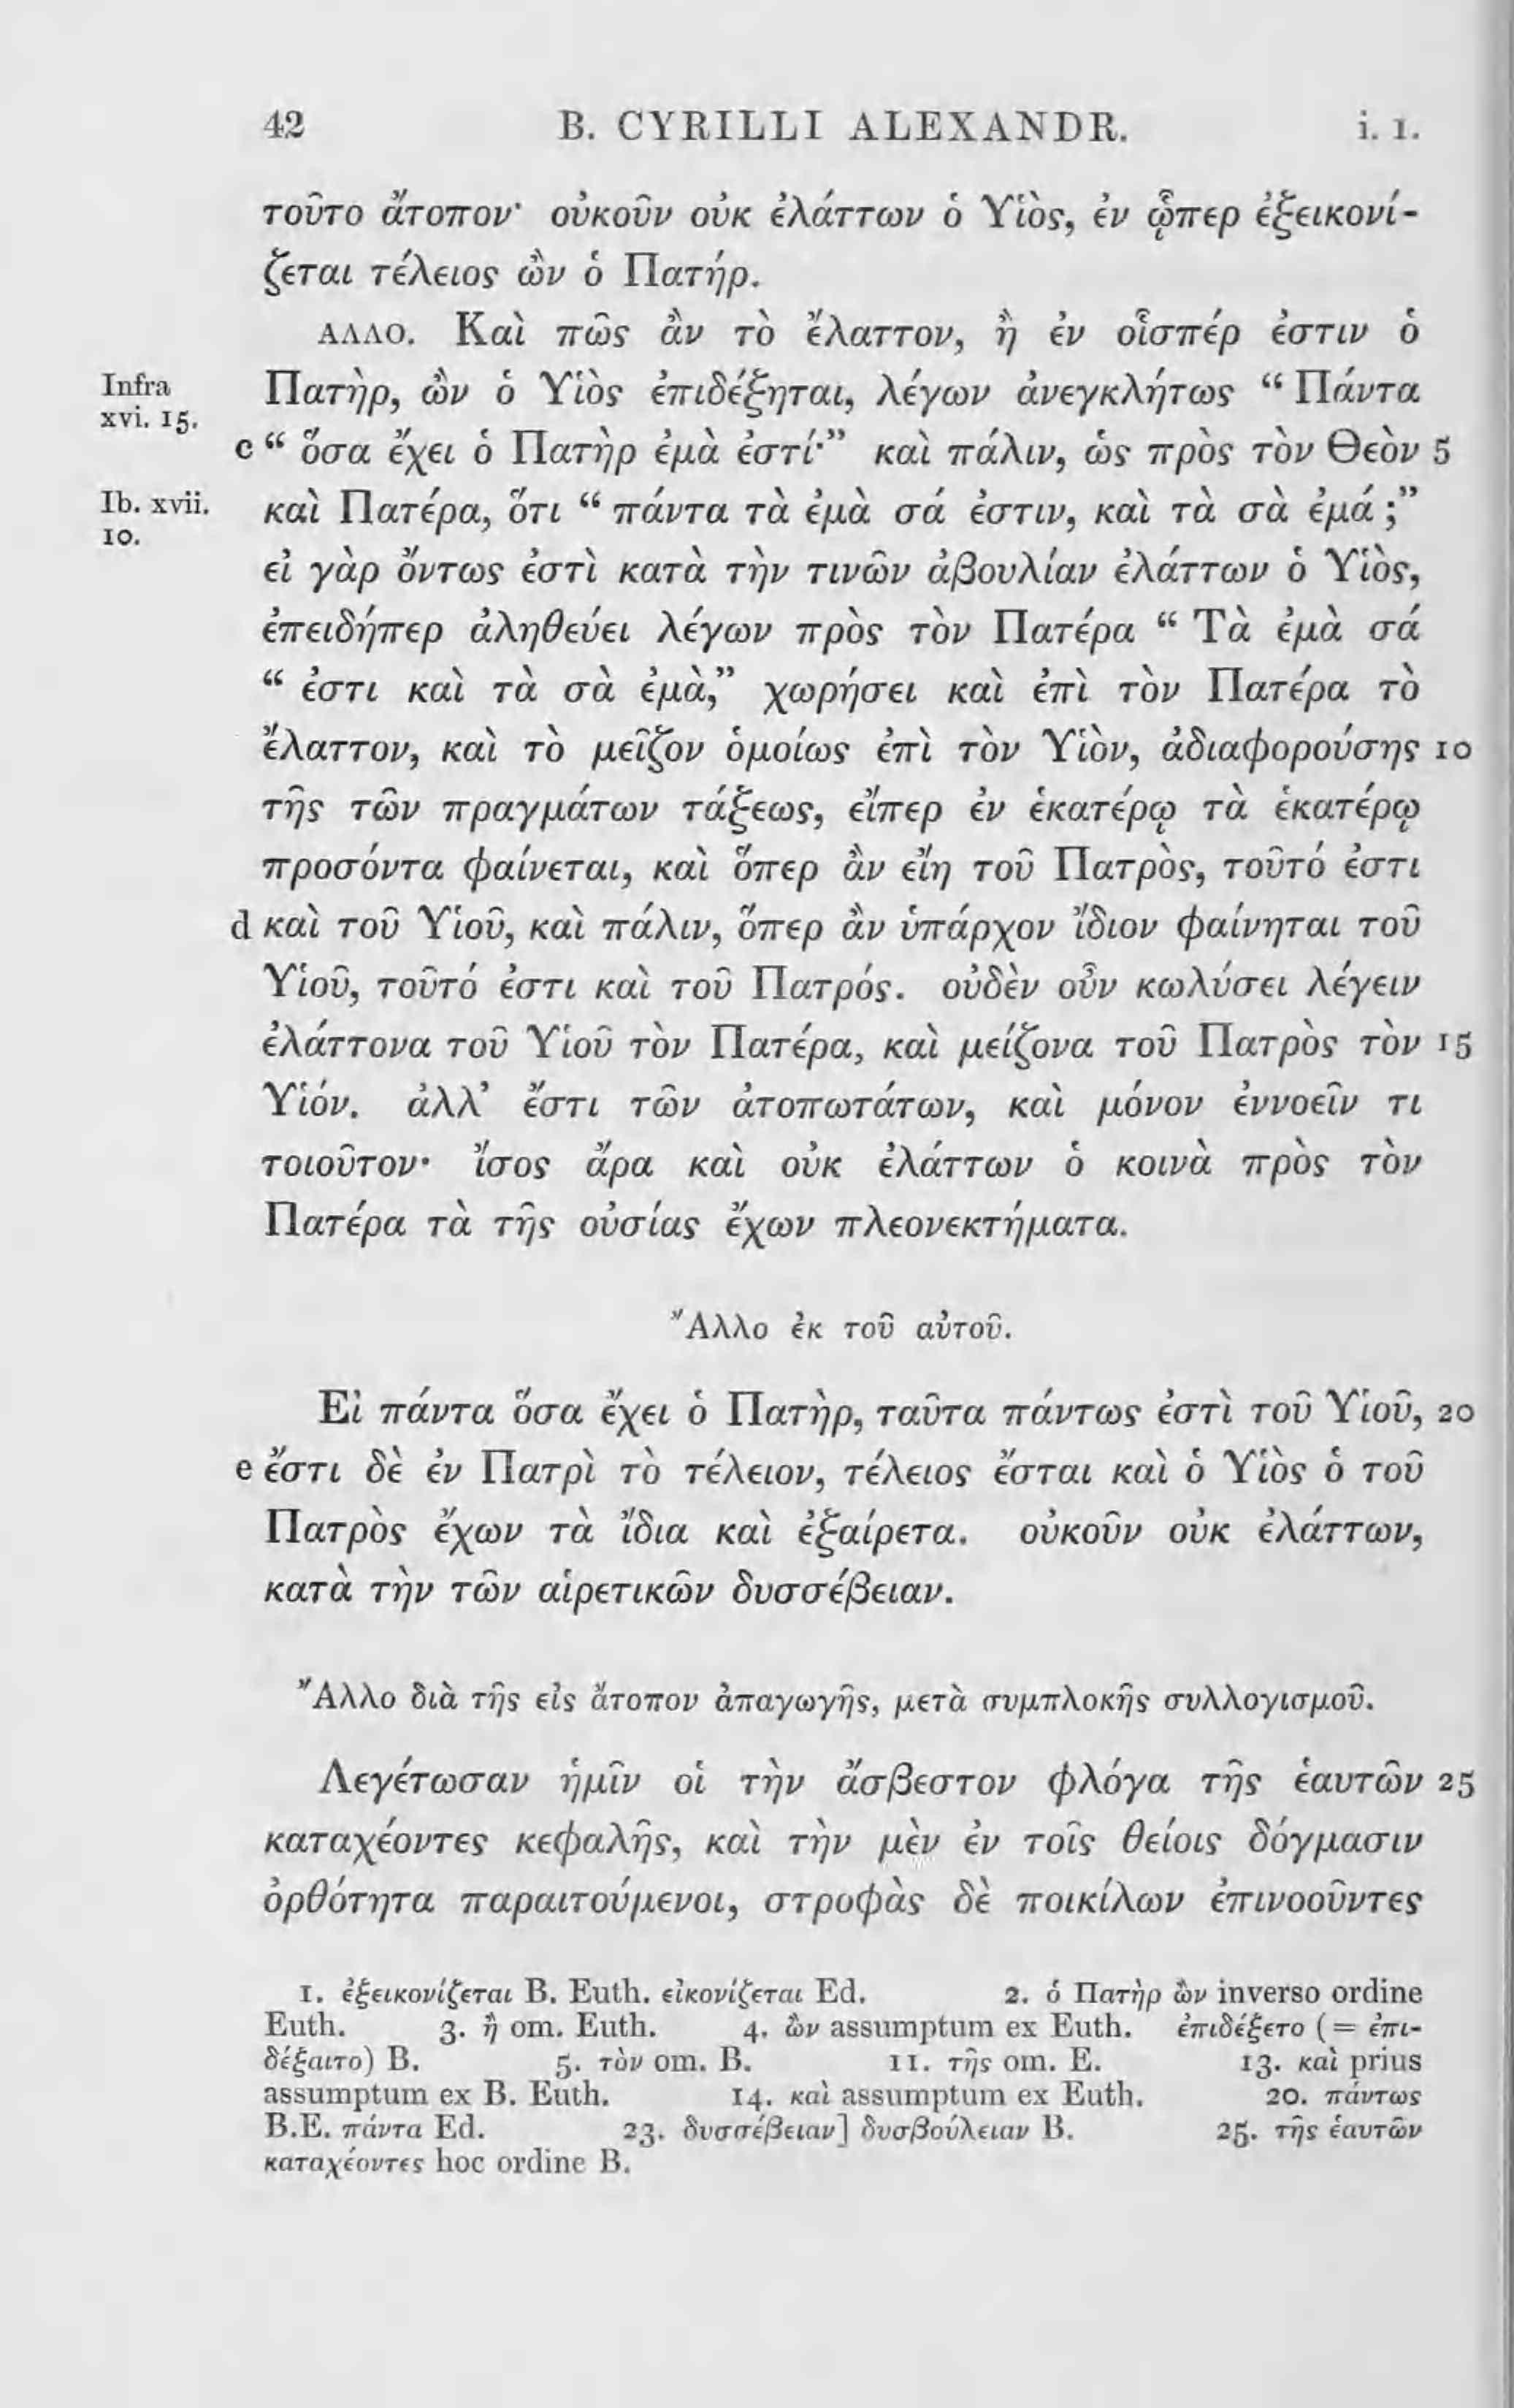 42 B. CYRILLI ALEXANDR. i. 1.
τοῦτο ἄτοπον· οὐκοῦν οὐκ ἐλάττων ὁ Υἱὸς, ἐν ᾧπερ ἐξεικονί-
ζεται τέλειος ὢν ὁ Πατήρ.
ΑΛΛΟ. Καὶ πῶς ἂν τὸ ἔλαττον, ἢ ἐν οἷσπέρ ἐστιν ὁ
Infra Πατὴρ, ὢν ὁ Υἱὸς ἐπιδέξηται, λέγων ἀνεγκλήτως “ Πάντα
xvi. 15.
c “ ὅσα ἔχει ὁ Πατὴρ ἐμὰ ἐστί·” καὶ πάλιν, ὡς πρὸς τὸν Θεὸν 5
Ib. xvii. καὶ Πατέρα, ὅτι “ πάντα τὰ ἐμὰ σά ἐστιν, καὶ τὰ σὰ ἐμά ;”
10.
εἰ γὰρ ὄντως ἐστὶ κατὰ τὴν τινῶν ἀβουλίαν ἐλάττων ὁ Υἱὸς,
ἐπειδήπερ ἀληθεύει λέγων πρὸς τὸν Πατέρα “ Τὰ ἐμὰ σά
“ ἐστι καὶ τὰ σὰ ἐμὰ,” χωρήσει καὶ ἐπὶ τὸν Πατέρα τὸ
ἔλαττον, καὶ τὸ μεῖζον ὁμοίως ἐπὶ τὸν Υἱὸν, ἀδιαφορούσης 10
τῆς τῶν πραγμάτων τάξεως, εἴπερ ἐν ἑκατέρῳ τὰ ἑκατέρῳ
προσόντα φαίνεται, καὶ ὅπερ ἂν εἴη τοῦ Πατρὸς, τοῦτό ἐστι
d καὶ τοῦ Υἱοῦ, καὶ πάλιν, ὅπερ ἂν ὑπάρχον ἴδιον φαίνηται τοῦ
Υἱοῦ, τοῦτό ἐστι καὶ τοῦ Πατρός. οὐδὲν οὖν κωλύσει λέγειν
ἐλάττονα τοῦ Υἱοῦ τὸν Πατέρα, καὶ μείζονα τοῦ Πατρὸς τὸν 15
Υἱόν. ἀλλ’ ἔστι τῶν ἀτοπωτάτων, καὶ μόνον ἐννοεῖν τι
τοιοῦτον· ἴσος ἄρα καὶ οὐκ ἐλάττων ὁ κοινὰ πρὸς τὸν
Πατέρα τὰ τῆς οὐσίας ἔχων πλεονεκτήματα.
Ἄλλο ἐκ τοῦ αὐτοῦ.
Εἰ πάντα ὅσα ἔχει ὁ Πατὴρ, ταῦτα πάντως ἐστὶ τοῦ Υἱοῦ, 20
e ἔστι δὲ ἐν Πατρὶ τὸ τέλειον, τέλειος ἔσται καὶ ὁ Υἱὸς ὁ τοῦ
Πατρὸς ἔχων τὰ ἴδια καὶ ἐξαίρετα. οὐκοῦν οὐκ ἐλάττων,
κατὰ τὴν τῶν αἱρετικῶν δυσσέβειαν.
Ἄλλο διὰ τῆς εἰς ἄτοπον ἀπαγωγῆς, μετὰ συμπλοκῆς συλλογισμοῦ.
Λεγέτωσαν ἡμῖν οἱ τὴν ἄσβεστον φλόγα τῆς ἑαυτῶν 25
καταχέοντες κεφαλῆς, καὶ τὴν μὲν ἐν τοῖς θείοις δόγμασιν
ὀρθότητα παραιτούμενοι, στροφὰς δὲ ποικίλων ἐπινοοῦντες
1. ἐξεικονίζεται B. Euth. εἰκονίζεται Ed. 2. ὁ Πατὴρ ὢν inverso ordine
Euth. 3. ἢ om. Euth. 4. ὢν assumptum ex Euth. ἐπιδέξετο (= ἐπι-
δέξαιτο) B. 5. τὸν om. B. 11. τῆς om. E. 13. καὶ prius
assumptum ex B. Euth. 14. καὶ assumptum ex Euth. 20. πάντως
B.E. πάντα Ed. 23. δυσσέβειαν] δυσβούλειαν B. 25. τῆς ἑαυτῶν
καταχέοντες hoc ordine B.